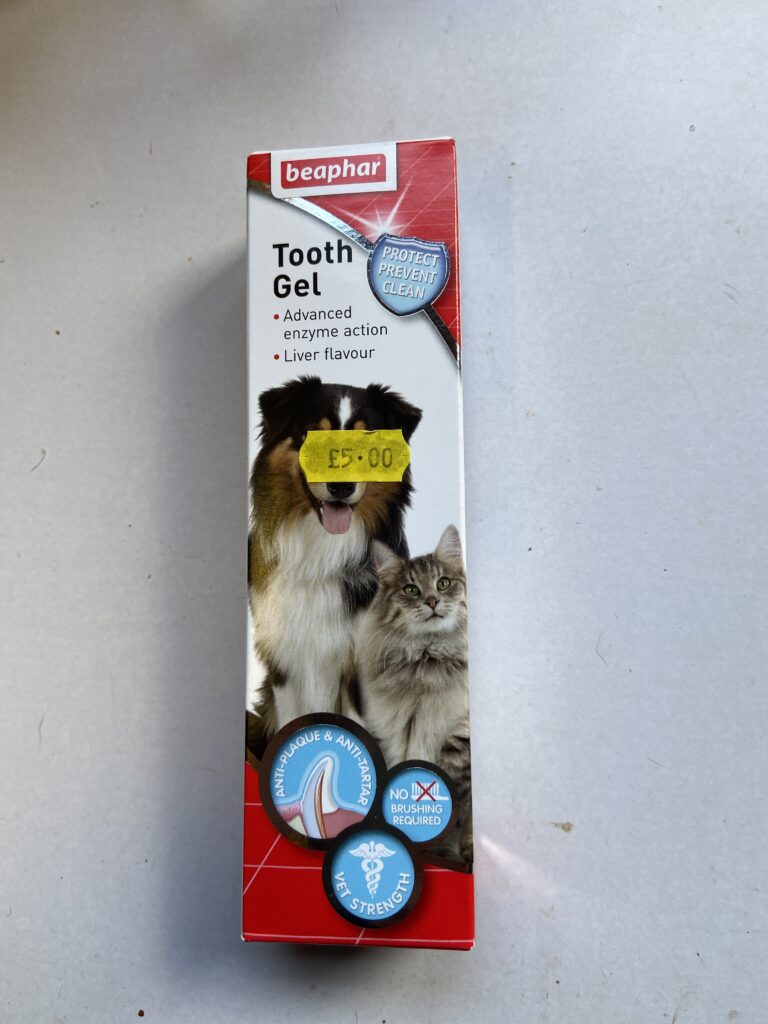 beaphar
Tooth
Gel
PROTECT
PREVENT
CLEAN
• Advanced
enzyme action
• Liver flavour
£5.00
ANTI-PLAQUE & ANTI-TARTAR
NO
BRUSHING
REQUIRED
VET STRENGTH